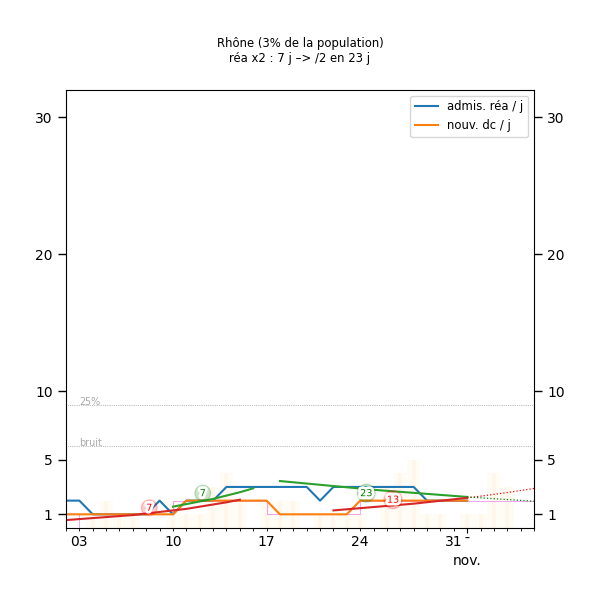 Rhône (3% de la population)
réa x2 : 7 j –> /2 en 23 j
admis. réa / j
nouv. dc / j
30 30
20 20
10 10
25%
bruit
5 5
7 7 23 13
1 1
03 10 17 24 31 -
nov.